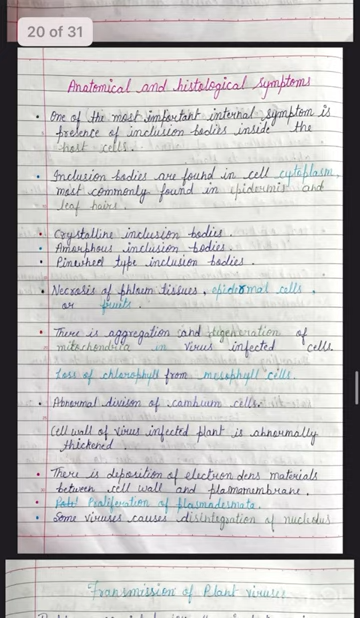 20 of 31
Anatomical and histological symptoms
• One of the most important internal symptom is
presence of inclusion bodies inside the
host cells.
• Inclusion bodies are found in cell cytoplasm,
most commonly found in epidermis and
leaf hairs.
• Crystalline inclusion bodies.
• Amorphous inclusion bodies.
• Pinwheel type inclusion bodies.
• Necrosis of phloem tissues, epidermal cells,
or fruits.
• There is aggregation and degeneration of
mitochondria in virus infected cells.
Loss of chlorophyll from mesophyll cells.
• Abnormal divison of cambium cells.
Cell wall of virus infected plant is abnormally
thickened.
• There is deposition of electron dens materials
between cell wall and plasmamembrane.
• Proliferation of plasmadesmata.
• Some viruses causes disintegration of nucleolus
Transmission of Plant viruses